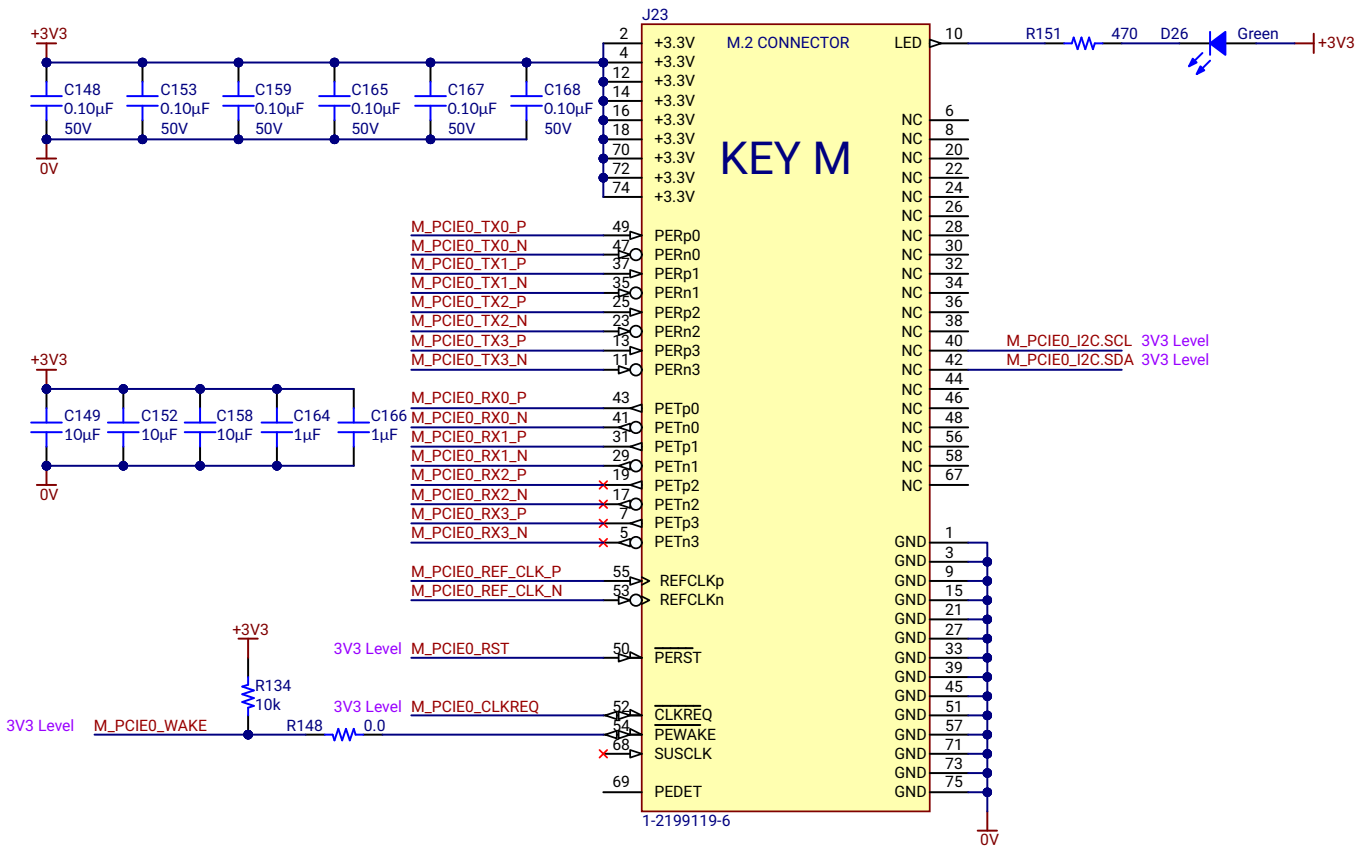 J23
M.2 CONNECTOR
KEY M
1-2199119-6
+3V3
C148
0.10µF
50V
C153
0.10µF
50V
C159
0.10µF
50V
C165
0.10µF
50V
C167
0.10µF
50V
C168
0.10µF
50V
0V
2 +3.3V
4 +3.3V
12 +3.3V
14 +3.3V
16 +3.3V
18 +3.3V
70 +3.3V
72 +3.3V
74 +3.3V
M_PCIE0_TX0_P 49 PERp0
M_PCIE0_TX0_N 47 PERn0
M_PCIE0_TX1_P 37 PERp1
M_PCIE0_TX1_N 35 PERn1
M_PCIE0_TX2_P 25 PERp2
M_PCIE0_TX2_N 23 PERn2
M_PCIE0_TX3_P 13 PERp3
M_PCIE0_TX3_N 11 PERn3
+3V3
C149
10µF
C152
10µF
C158
10µF
C164
1µF
C166
1µF
0V
M_PCIE0_RX0_P 43 PETp0
M_PCIE0_RX0_N 41 PETn0
M_PCIE0_RX1_P 31 PETp1
M_PCIE0_RX1_N 29 PETn1
M_PCIE0_RX2_P 19 PETp2
M_PCIE0_RX2_N 17 PETn2
M_PCIE0_RX3_P 7 PETp3
M_PCIE0_RX3_N 5 PETn3
M_PCIE0_REF_CLK_P 55 REFCLKp
M_PCIE0_REF_CLK_N 53 REFCLKn
3V3 Level M_PCIE0_RST 50 PERST
3V3 Level M_PCIE0_CLKREQ 52 CLKREQ
+3V3
R134
10k
3V3 Level M_PCIE0_WAKE R148 0.0 54 PEWAKE
68 SUSCLK
69 PEDET
LED 10 R151 470 D26 Green +3V3
NC 6
NC 8
NC 20
NC 22
NC 24
NC 26
NC 28
NC 30
NC 32
NC 34
NC 36
NC 38
NC 40 M_PCIE0_I2C.SCL 3V3 Level
NC 42 M_PCIE0_I2C.SDA 3V3 Level
NC 44
NC 46
NC 48
NC 56
NC 58
NC 67
GND 1
GND 3
GND 9
GND 15
GND 21
GND 27
GND 33
GND 39
GND 45
GND 51
GND 57
GND 71
GND 73
GND 75
0V